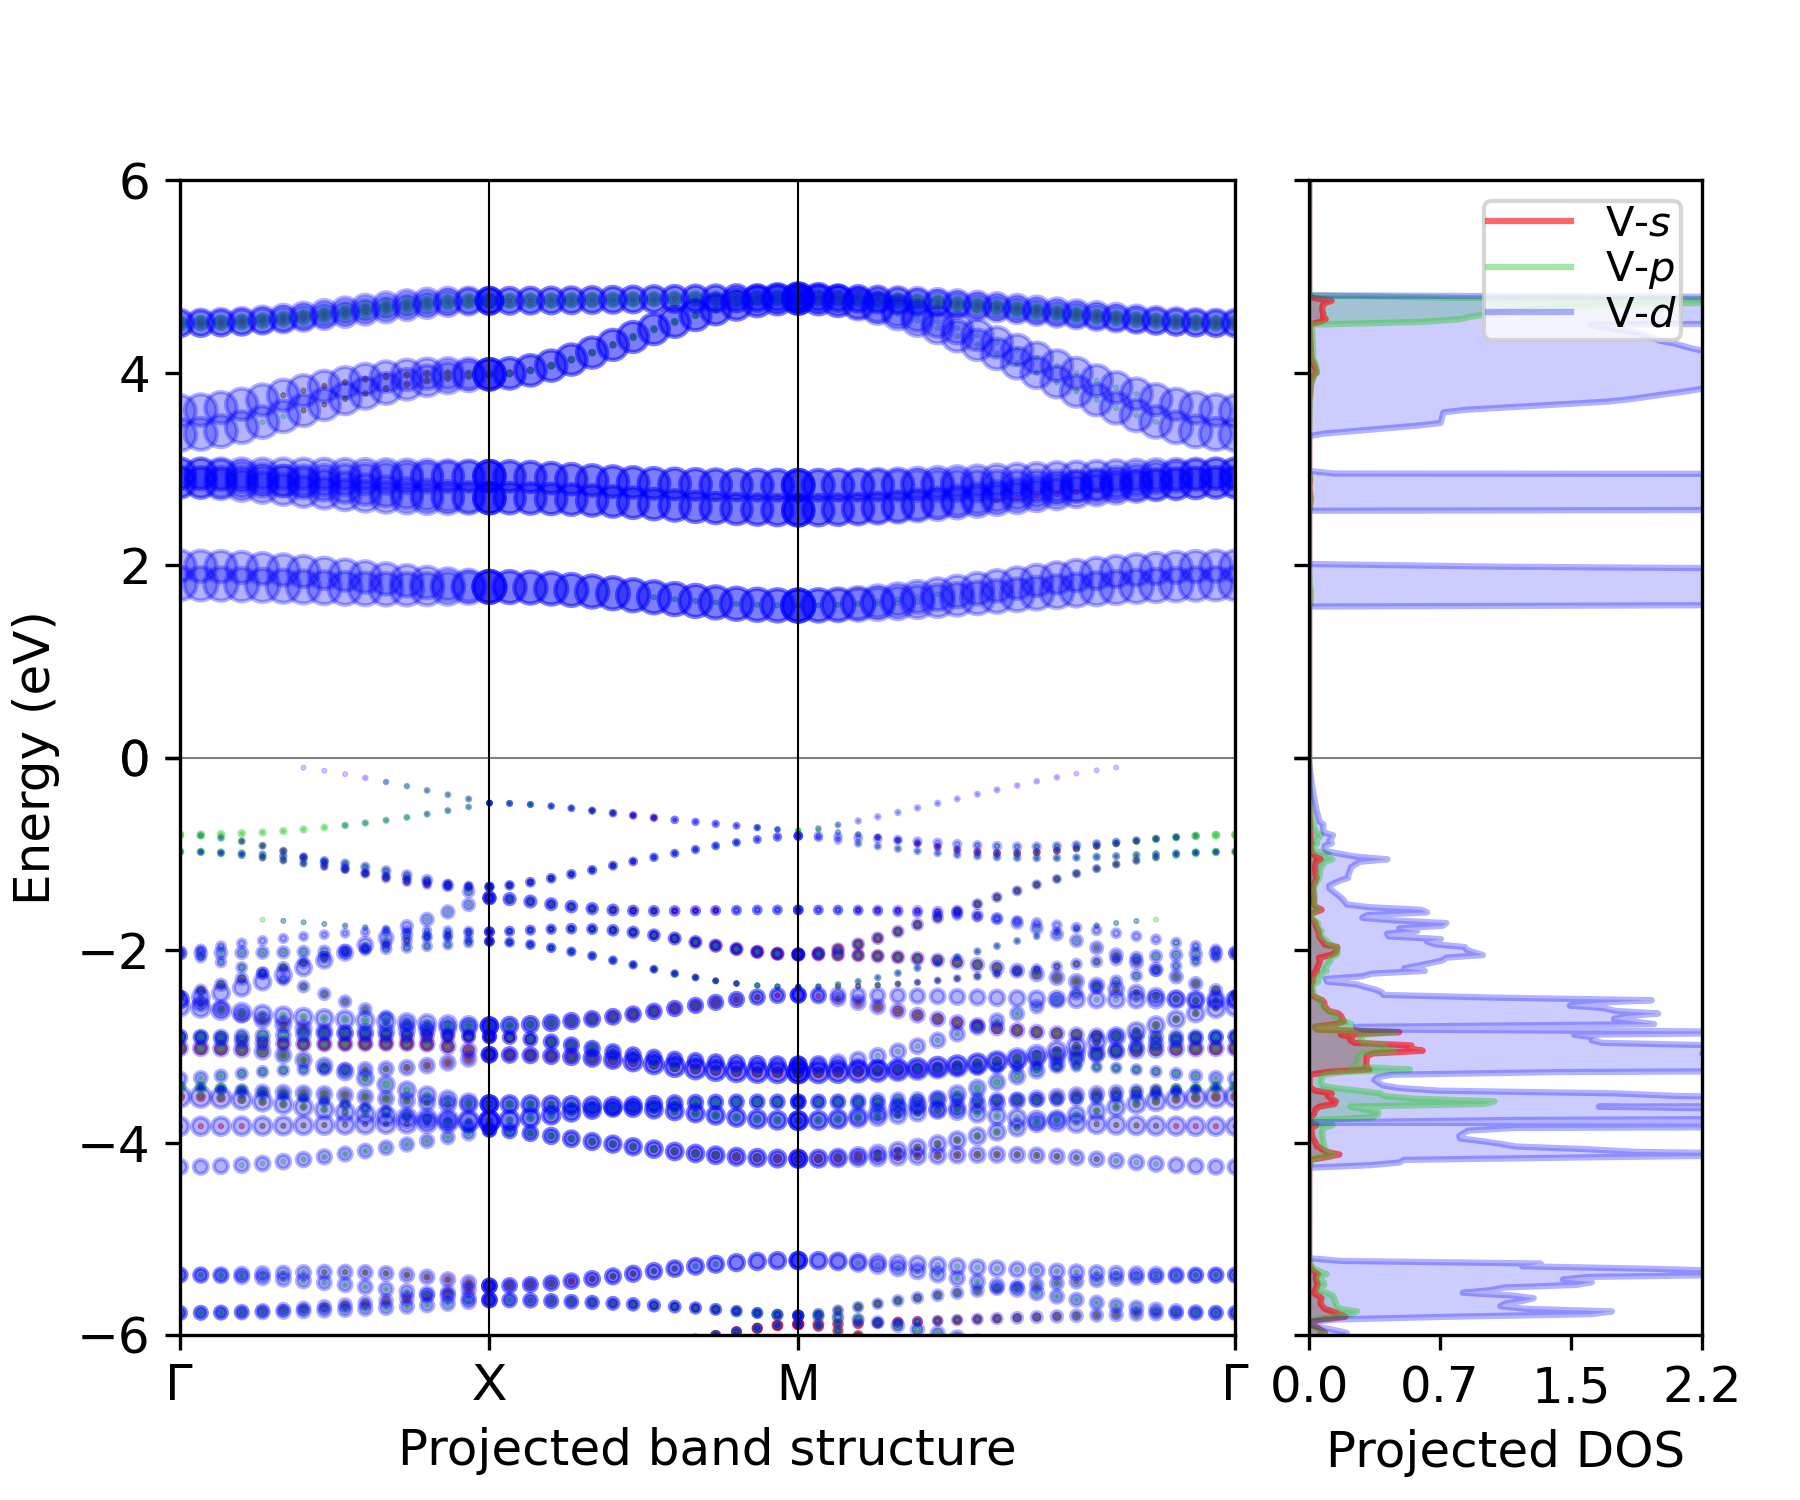 6
4
2
0
−2
−4
−6
Energy (eV)
Γ
X
M
Γ
Projected band structure
V-s
V-p
V-d
0.0
0.7
1.5
2.2
Projected DOS